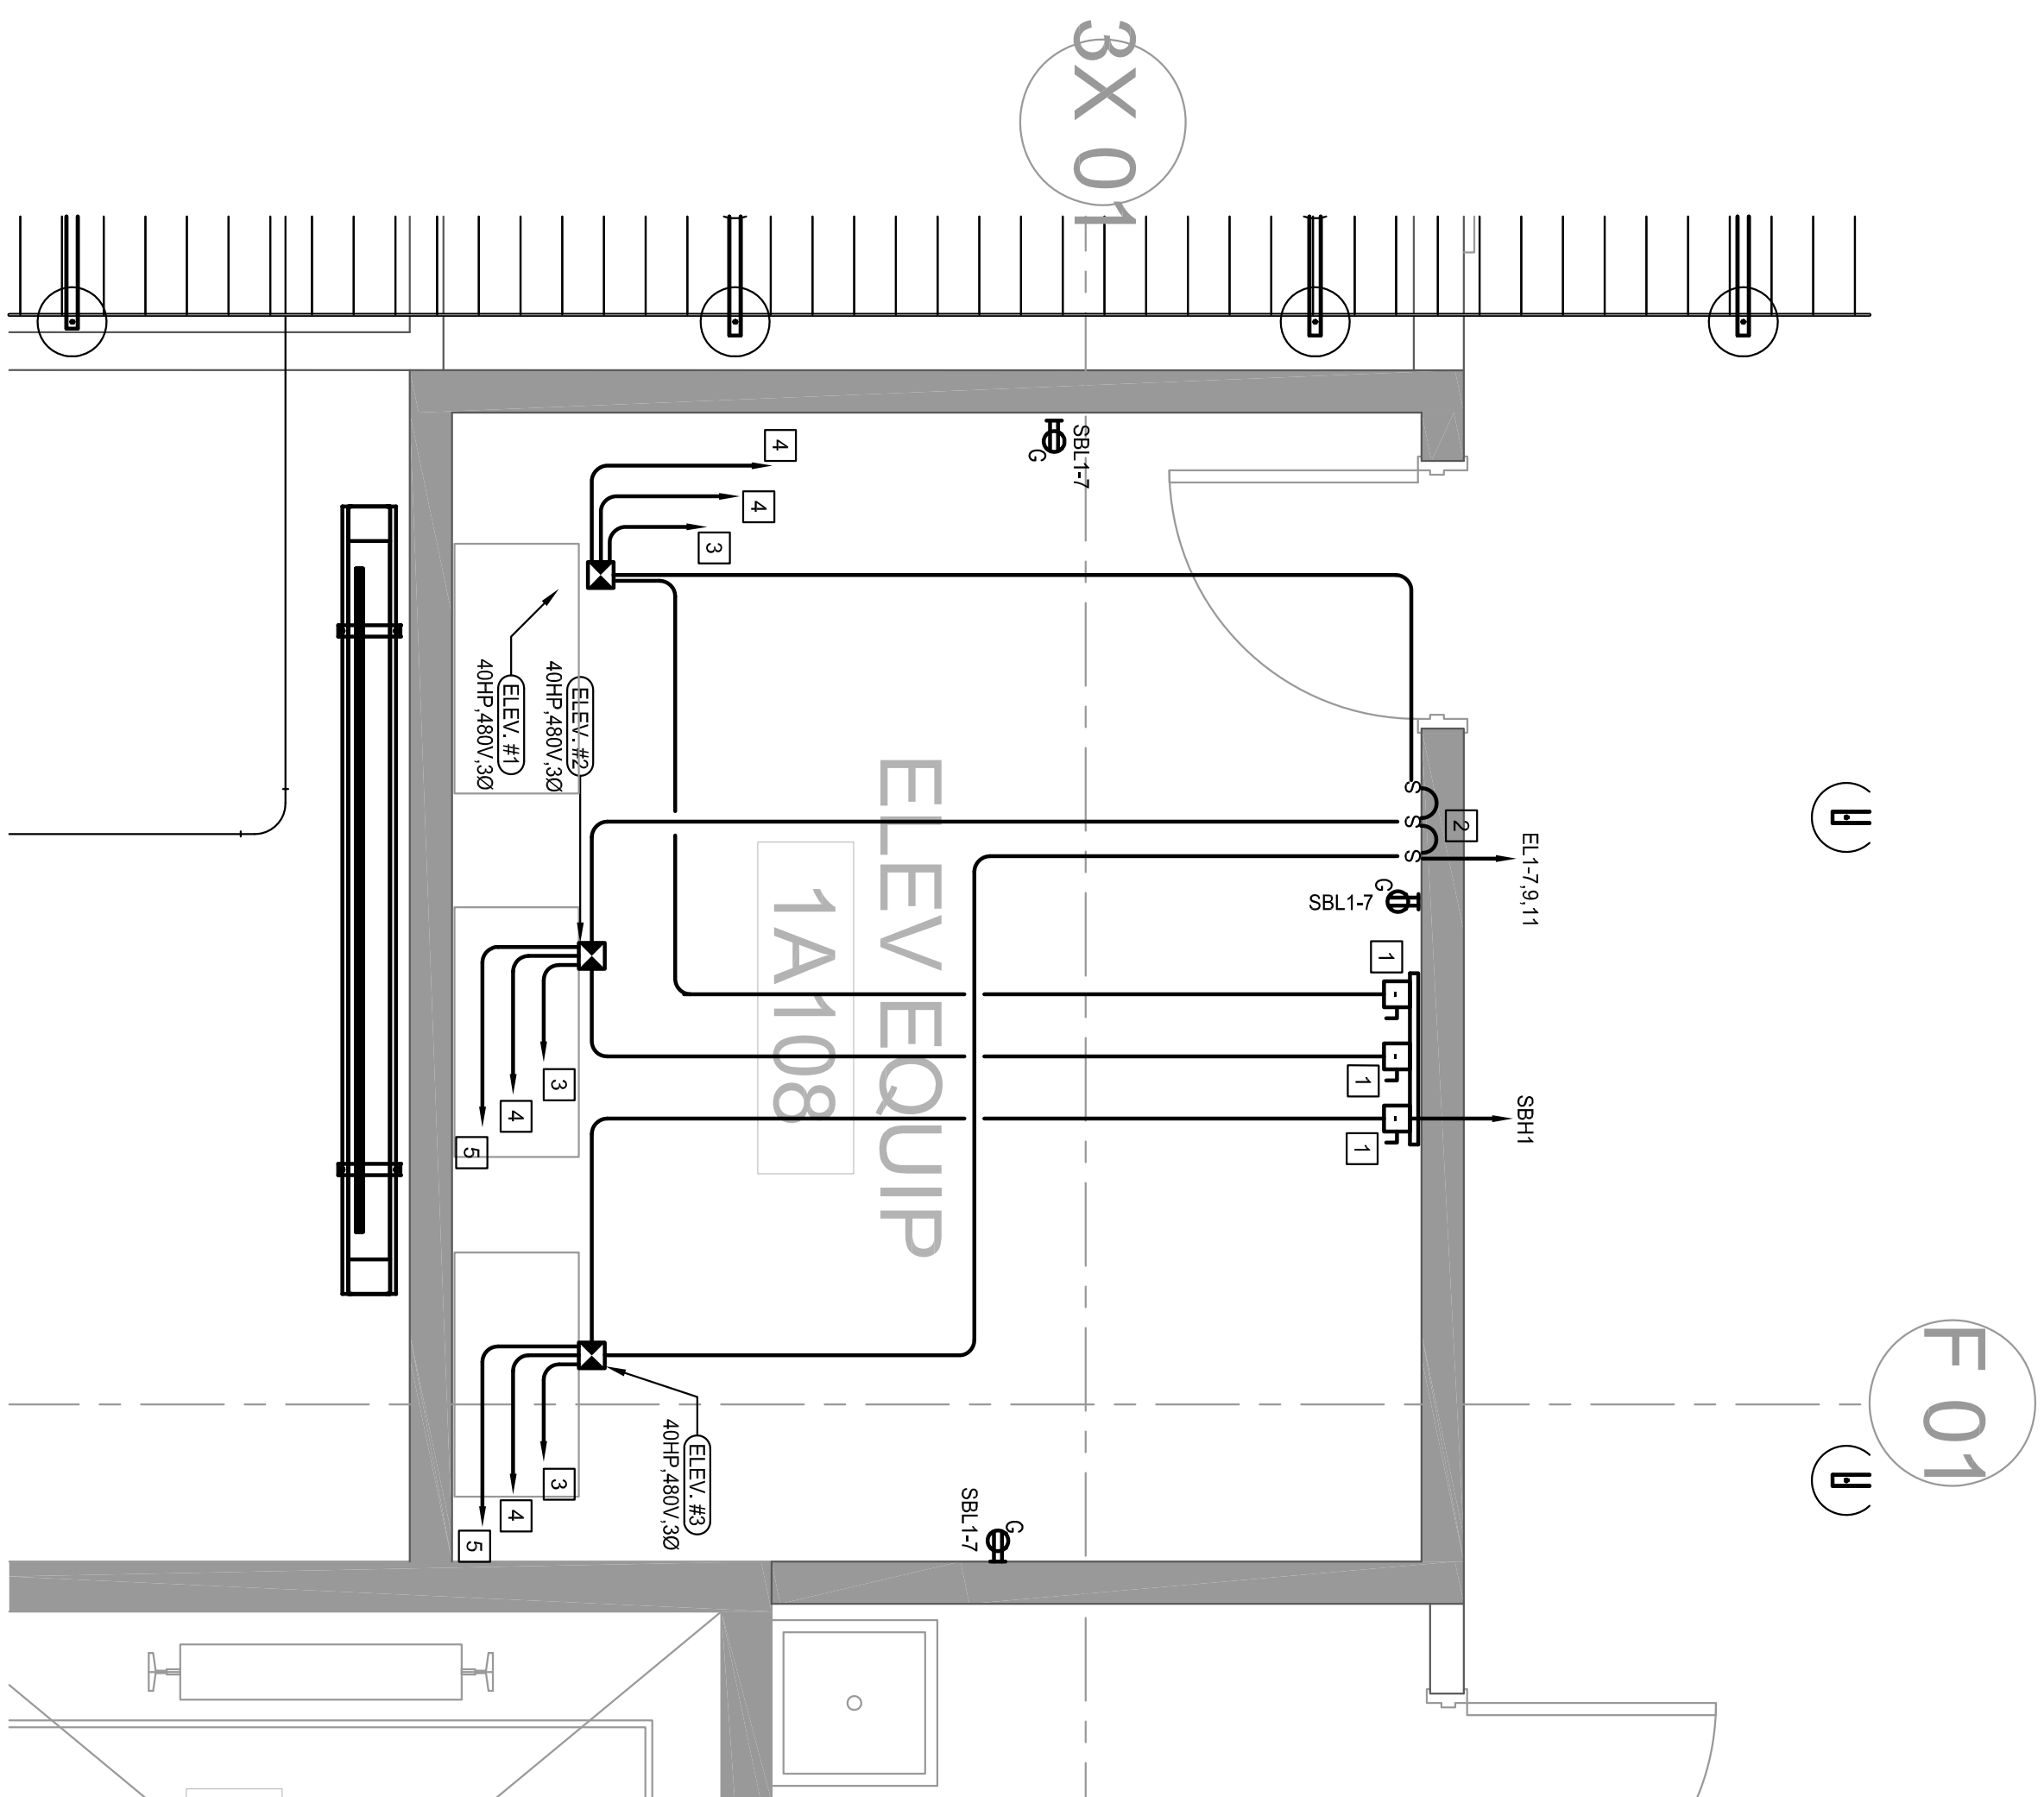 3X 01
F 01
EL1-7,9,11
2
S
S
S
SBL1-7
G
SBL1-7
G
1
1
1
SBH1
ELEV EQUIP
1A1108
4
4
3
ELEV. #2
40HP,480V,3Ø
ELEV. #1
40HP,480V,3Ø
3
4
5
ELEV. #3
40HP,480V,3Ø
3
4
5
SBL1-7
G